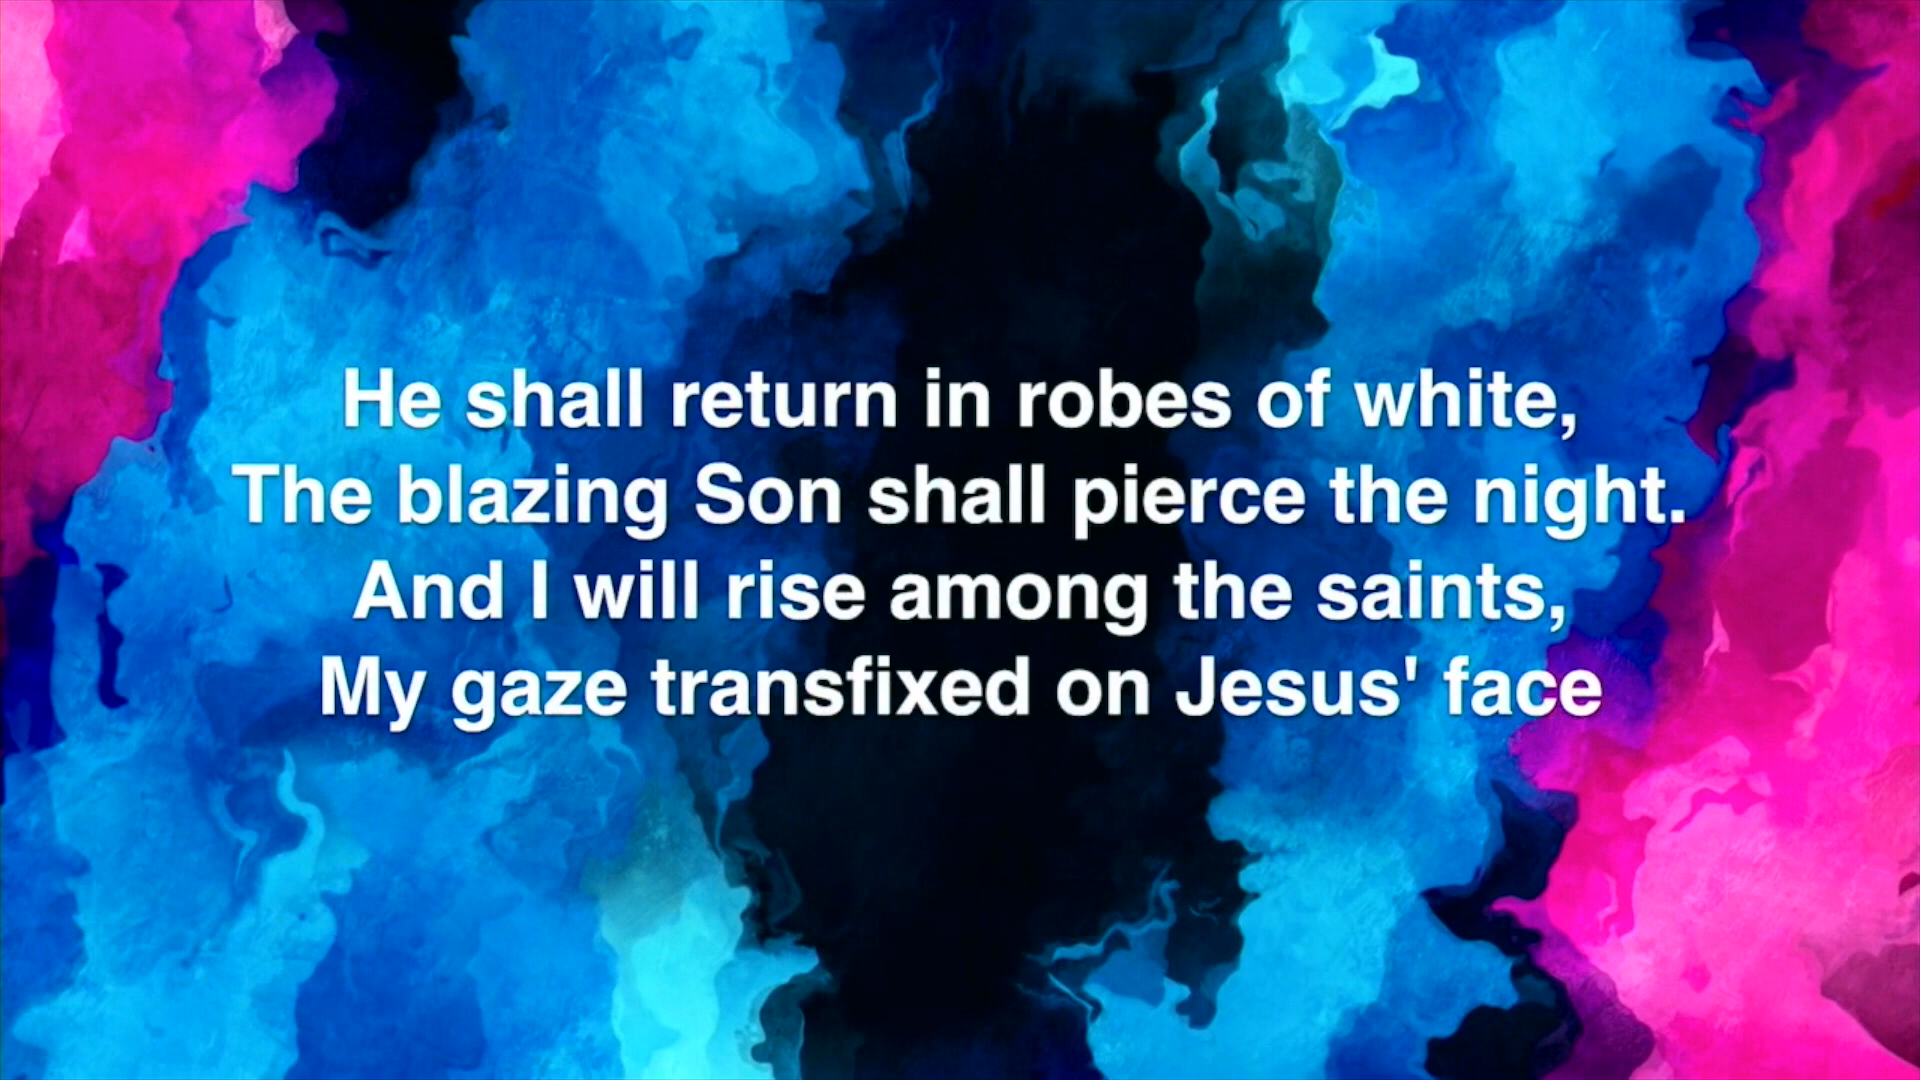 He shall return in robes of white,
The blazing Son shall pierce the night.
And I will rise among the saints,
My gaze transfixed on Jesus' face